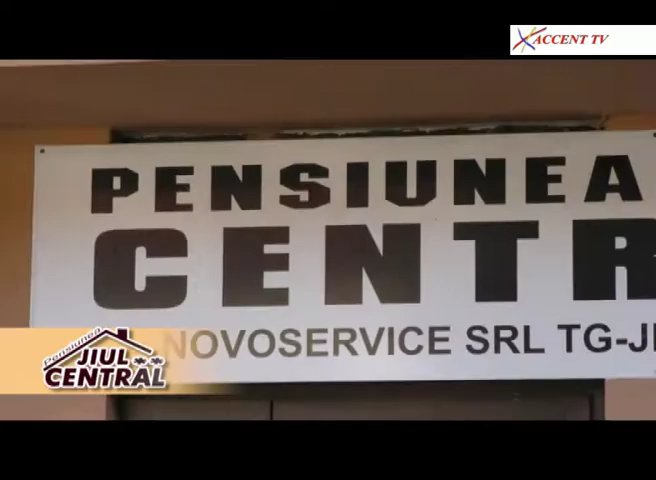 ACCENT TV
PENSIUNEA
CENTR
NOVOSERVICE SRL TG-J
Pensiunea
JIUL
CENTRAL